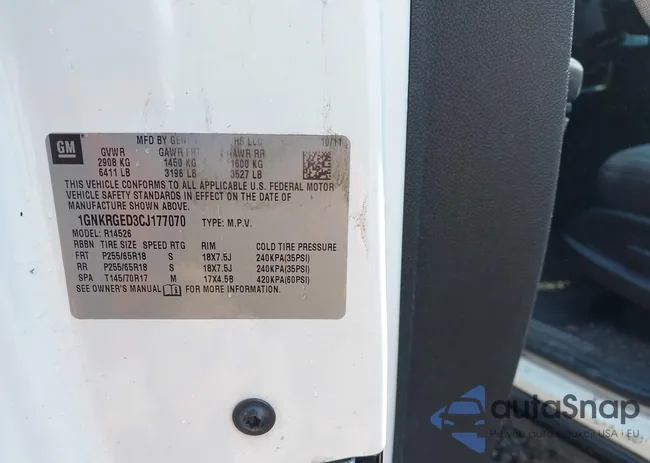 GM
MFD BY GEN HS LLC 10/11
GVWR GAWR FRT GAWR RR
2908 KG 1450 KG 1600 KG
6411 LB 3196 LB 3527 LB
THIS VEHICLE CONFORMS TO ALL APPLICABLE U.S. FEDERAL MOTOR
VEHICLE SAFETY STANDARDS IN EFFECT ON THE DATE OF
MANUFACTURE SHOWN ABOVE.
1GNKRGED3CJ177070 TYPE: M.P.V.
MODEL: R14526
RBBN TIRE SIZE SPEED RTG RIM COLD TIRE PRESSURE
FRT P255/65R18 S 18X7.5J 240KPA(35PSI)
RR P255/65R18 S 18X7.5J 240KPA(35PSI)
SPA T145/70R17 M 17X4.5B 420KPA(60PSI)
SEE OWNER'S MANUAL FOR MORE INFORMATION.
autoSnap
USA EU